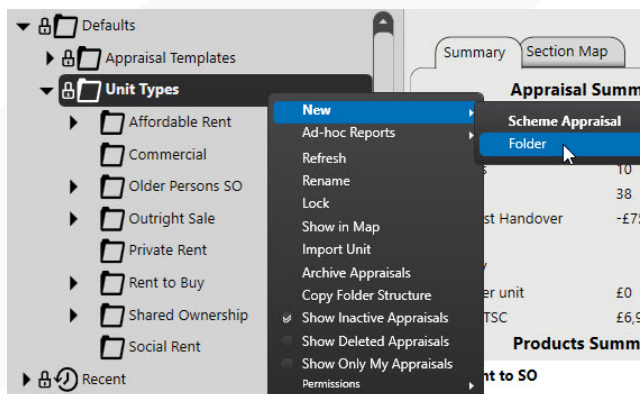 Defaults
Appraisal Templates
Unit Types
Affordable Rent
Commercial
Older Persons SO
Outright Sale
Private Rent
Rent to Buy
Shared Ownership
Social Rent
Recent
New
Ad-hoc Reports
Refresh
Rename
Lock
Show in Map
Import Unit
Archive Appraisals
Copy Folder Structure
Show Inactive Appraisals
Show Deleted Appraisals
Show Only My Appraisals
Permissions
Scheme Appraisal
Folder
Summary Section Map
Appraisal Summ
10
38
st Handover -£7
er unit £0
TSC £6,9
Products Summ
nt to SO